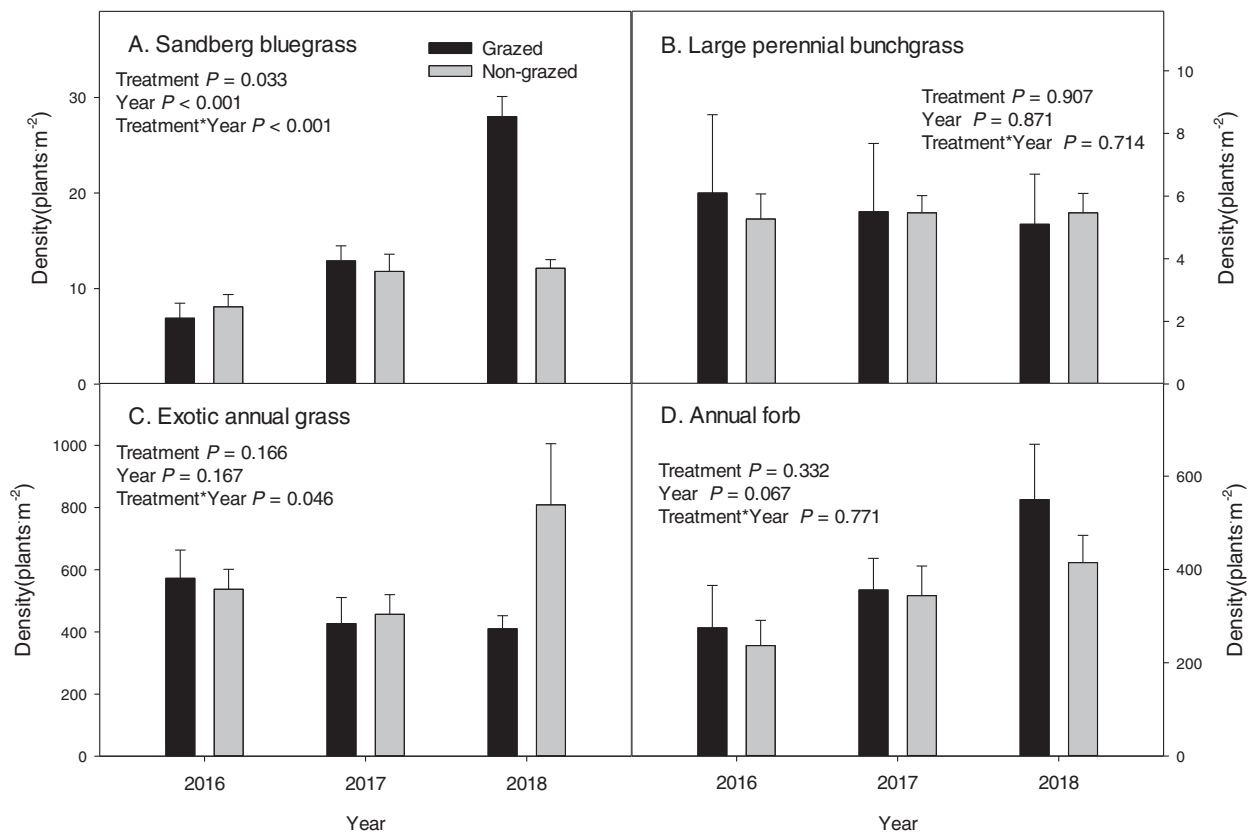 A. Sandberg bluegrass
Grazed
Non-grazed
Treatment P = 0.033
Year P < 0.001
Treatment*Year P < 0.001
Density(plants·m-2)
30
20
10
0
B. Large perennial bunchgrass
Treatment P = 0.907
Year P = 0.871
Treatment*Year P = 0.714
10
8
6
4
2
0
Density(plants·m-2)
C. Exotic annual grass
Treatment P = 0.166
Year P = 0.167
Treatment*Year P = 0.046
Density(plants·m-2)
1000
800
600
400
200
0
2016 2017 2018
Year
D. Annual forb
Treatment P = 0.332
Year P = 0.067
Treatment*Year P = 0.771
600
400
200
0
Density(plants·m-2)
2016 2017 2018
Year